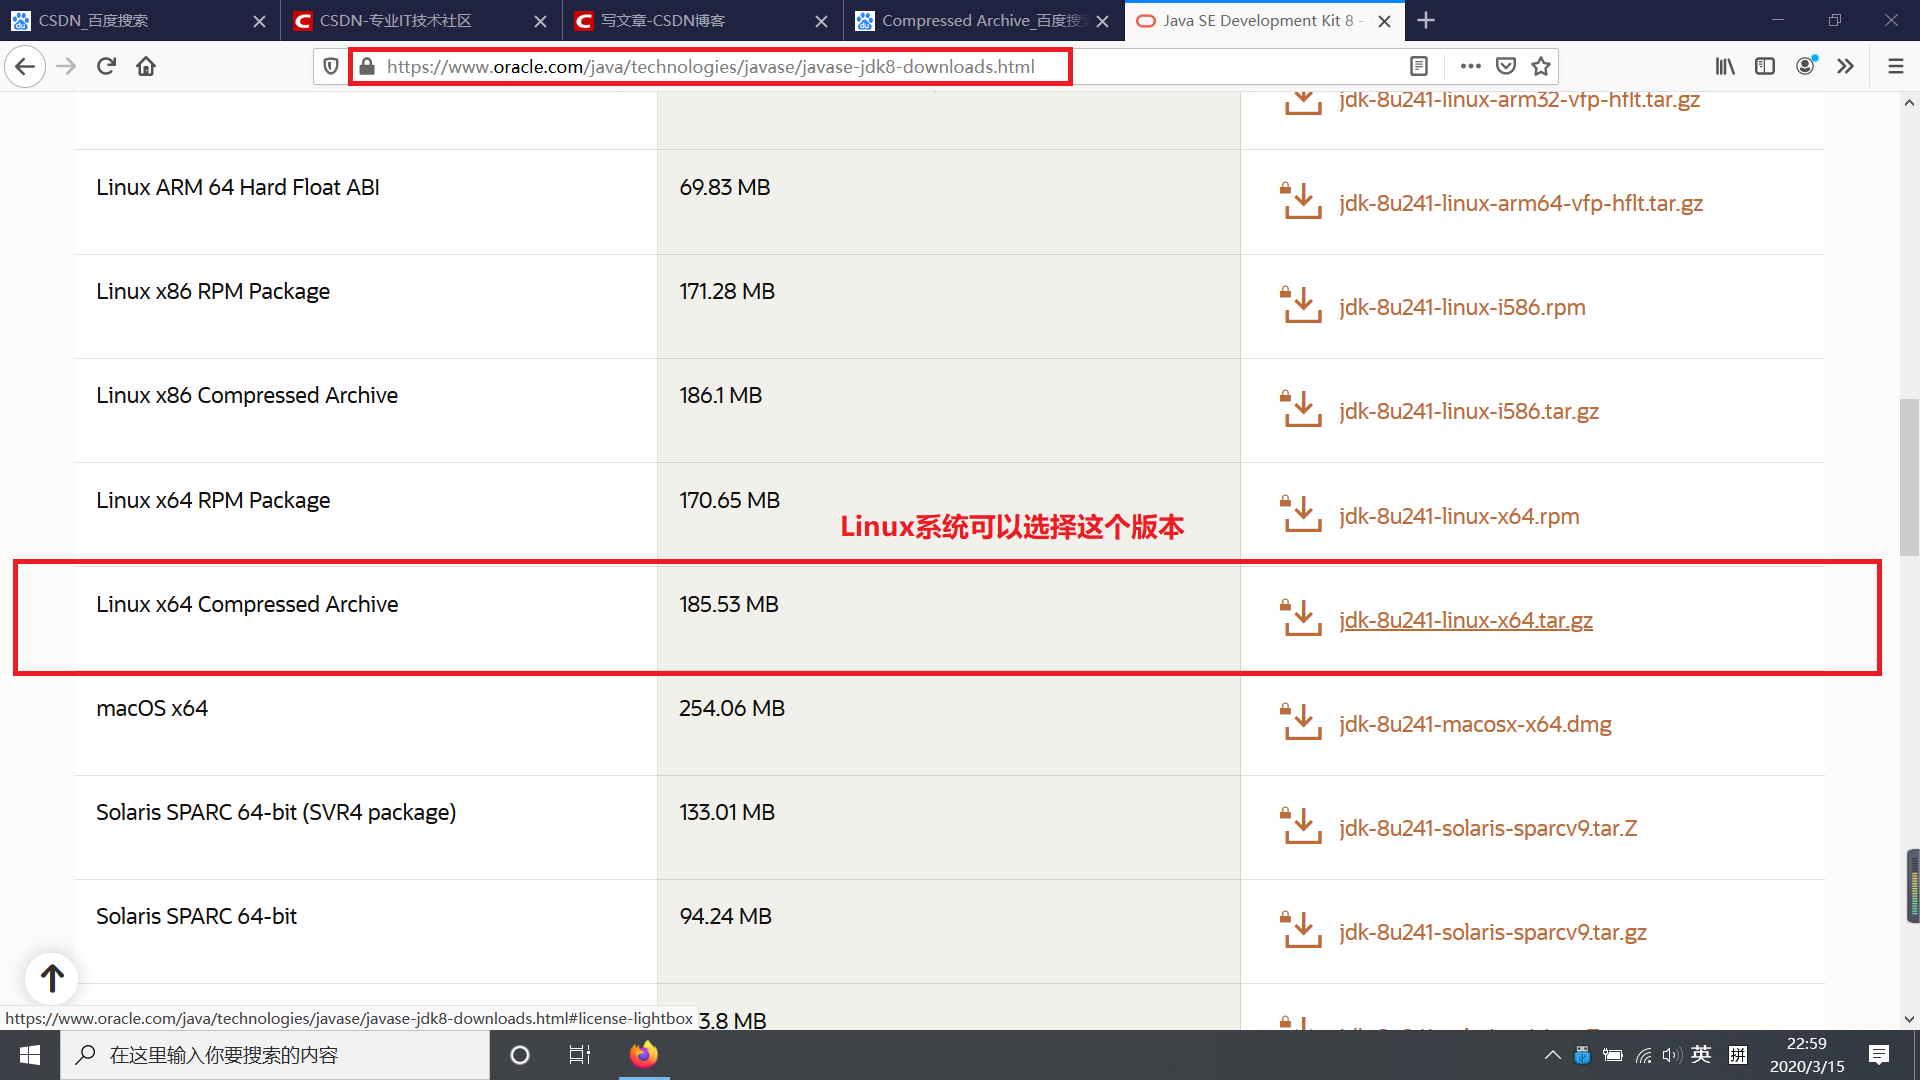 CSDN_百度搜索
CSDN-专业IT技术社区
写文章-CSDN博客
Compressed Archive_百度搜
Java SE Development Kit 8 -
https://www.oracle.com/java/technologies/javase/javase-jdk8-downloads.html
jdk-8u241-linux-arm32-vfp-hflt.tar.gz
Linux ARM 64 Hard Float ABI
69.83 MB
jdk-8u241-linux-arm64-vfp-hflt.tar.gz
Linux x86 RPM Package
171.28 MB
jdk-8u241-linux-i586.rpm
Linux x86 Compressed Archive
186.1 MB
jdk-8u241-linux-i586.tar.gz
Linux x64 RPM Package
170.65 MB
jdk-8u241-linux-x64.rpm
Linux系统可以选择这个版本
Linux x64 Compressed Archive
185.53 MB
jdk-8u241-linux-x64.tar.gz
macOS x64
254.06 MB
jdk-8u241-macosx-x64.dmg
Solaris SPARC 64-bit (SVR4 package)
133.01 MB
jdk-8u241-solaris-sparcv9.tar.Z
Solaris SPARC 64-bit
94.24 MB
jdk-8u241-solaris-sparcv9.tar.gz
https://www.oracle.com/java/technologies/javase/javase-jdk8-downloads.html#license-lightbox
3.8 MB
在这里输入你要搜索的内容
英
拼
22:59
2020/3/15